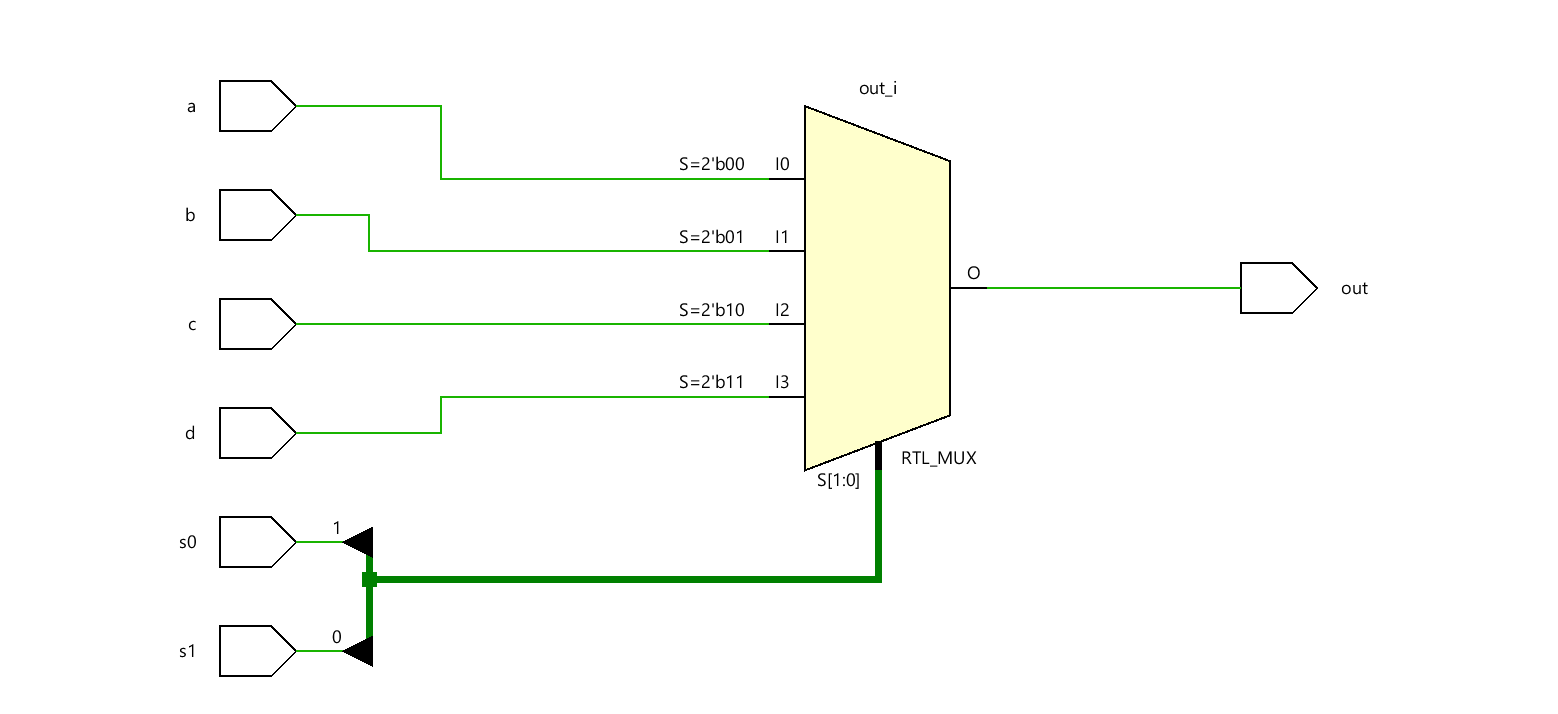 out_i
a
S=2'b00 I0
b
S=2'b01 I1
O
out
c
S=2'b10 I2
S=2'b11 I3
d
RTL_MUX
S[1:0]
1
s0
0
s1